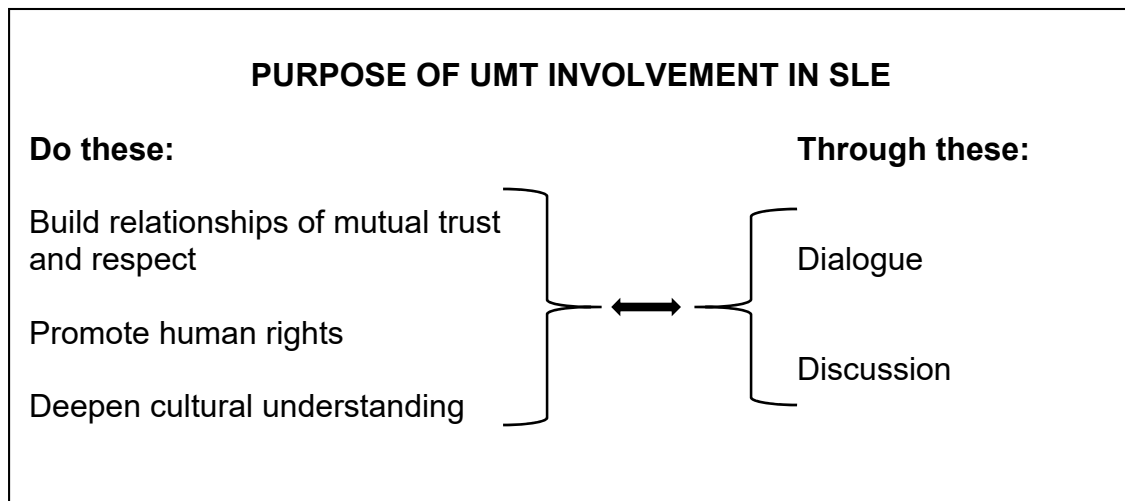 PURPOSE OF UMT INVOLVEMENT IN SLE
Do these:
Through these:
Build relationships of mutual trust
and respect
Promote human rights
Deepen cultural understanding
Dialogue
Discussion